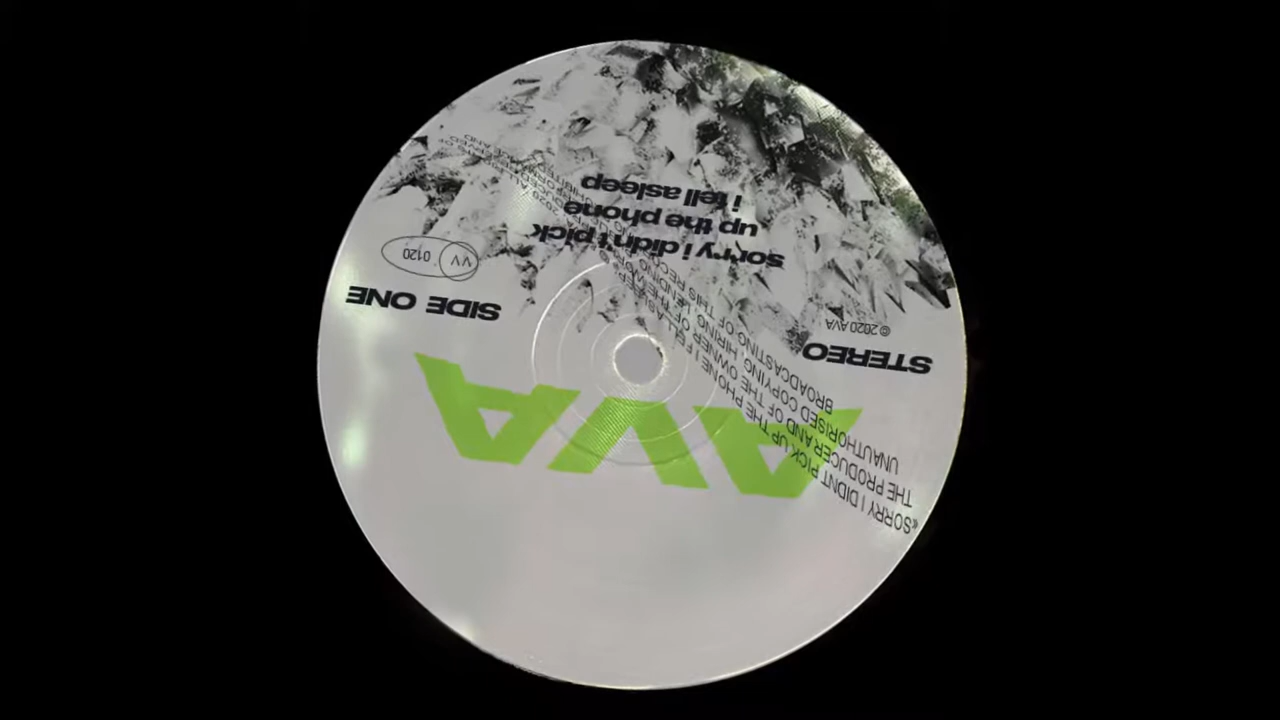 AVA
STEREO
© 2020 AVA
SIDE ONE
VV 0120
sorry i didn't pick
up the phone
i fell asleep
«SORRY I DIDNT PICK UP THE PHONE I FELL
THE PRODUCER AND OF THE OWNER OF THE
UNAUTHORISED COPYING, HIRING, LENDING
BROADCASTING OF THIS